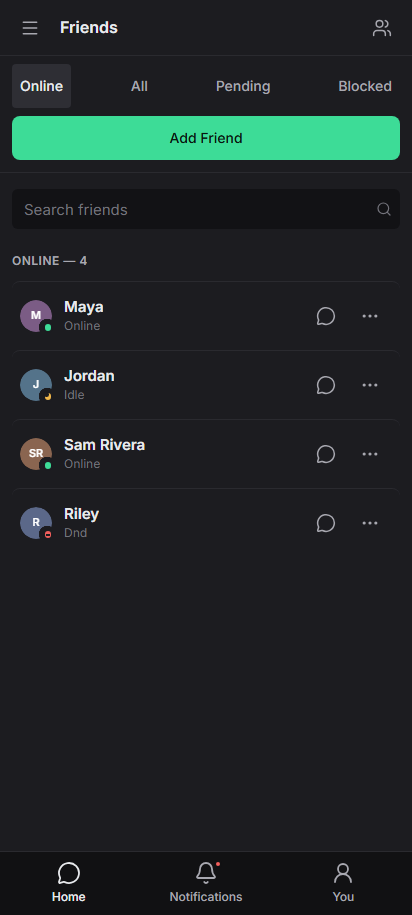 Friends
Online All Pending Blocked
Add Friend
Search friends
ONLINE — 4
M Maya
Online
J Jordan
Idle
SR Sam Rivera
Online
R Riley
Dnd
Home Notifications You